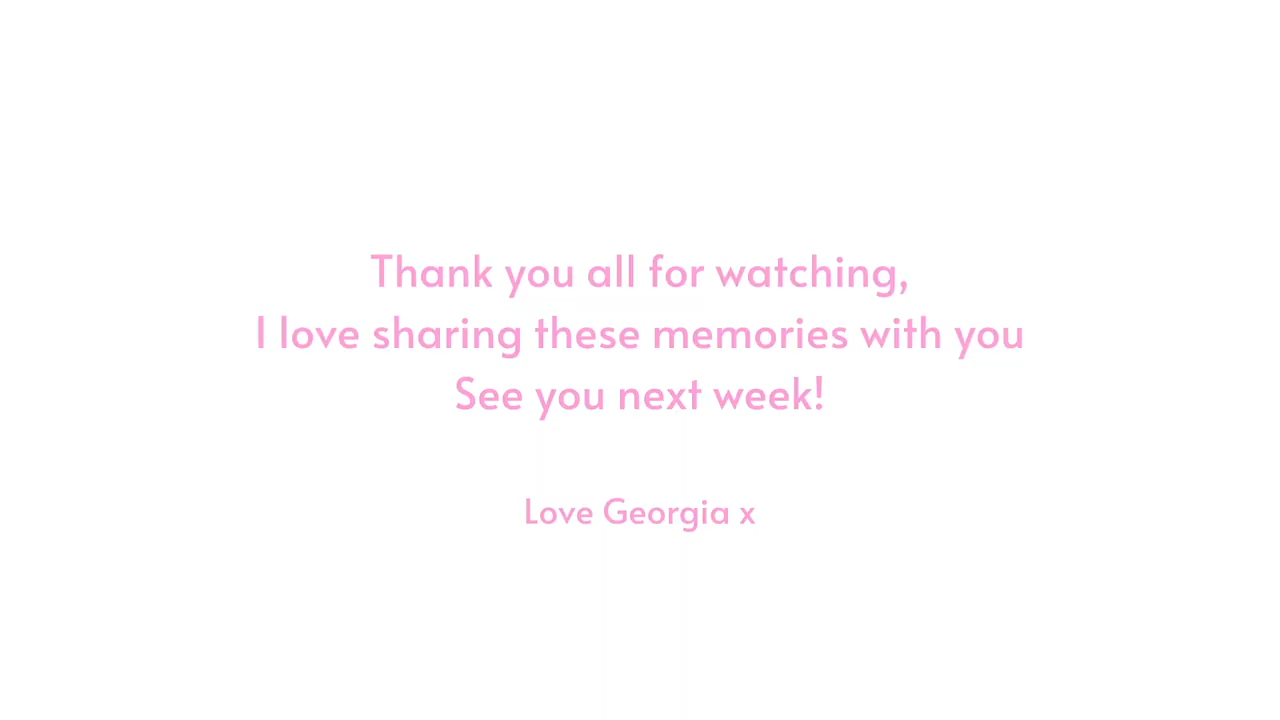 Thank you all for watching,
I love sharing these memories with you
See you next week!
Love Georgia x